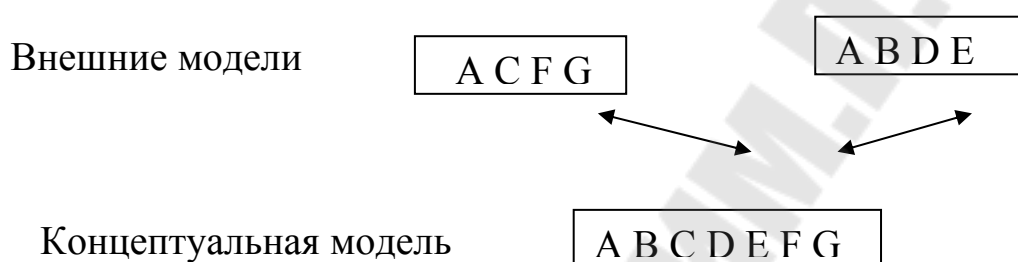 Внешние модели A C F G A B D E
Концептуальная модель A B C D E F G